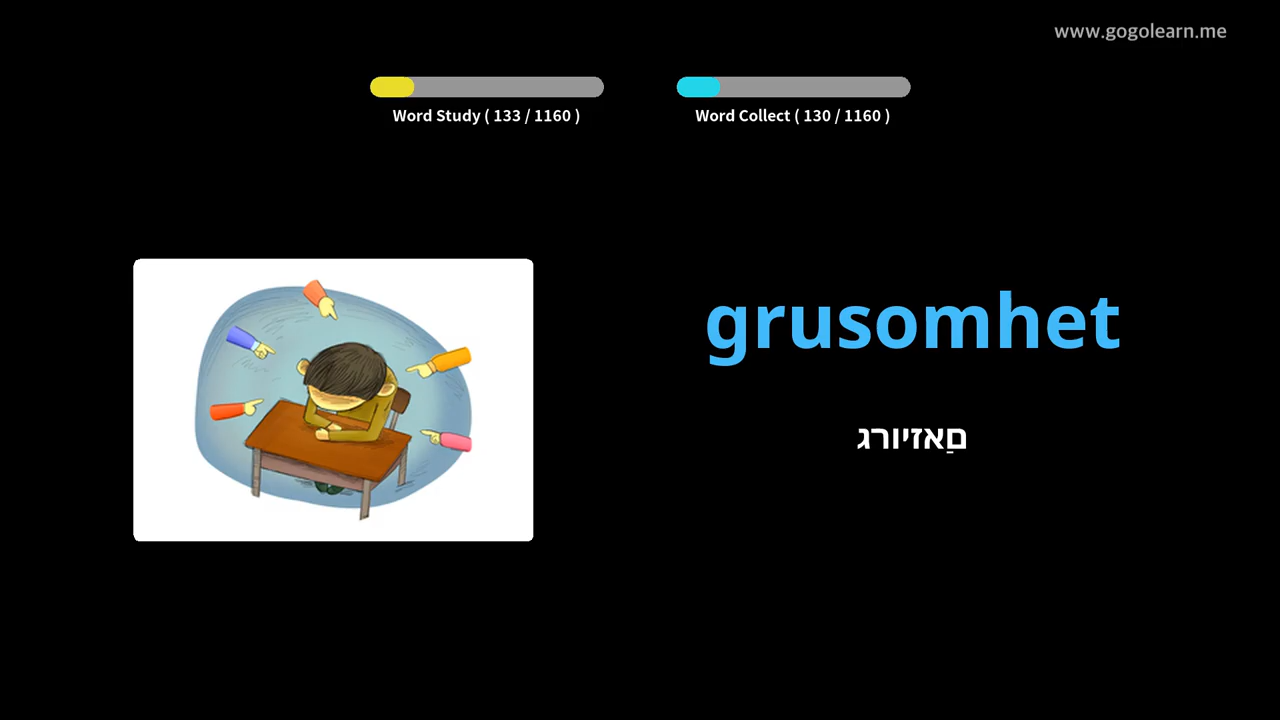 www.gogolearn.me
Word Study ( 133 / 1160 )
Word Collect ( 130 / 1160 )
grusomhet
םַאזיורג